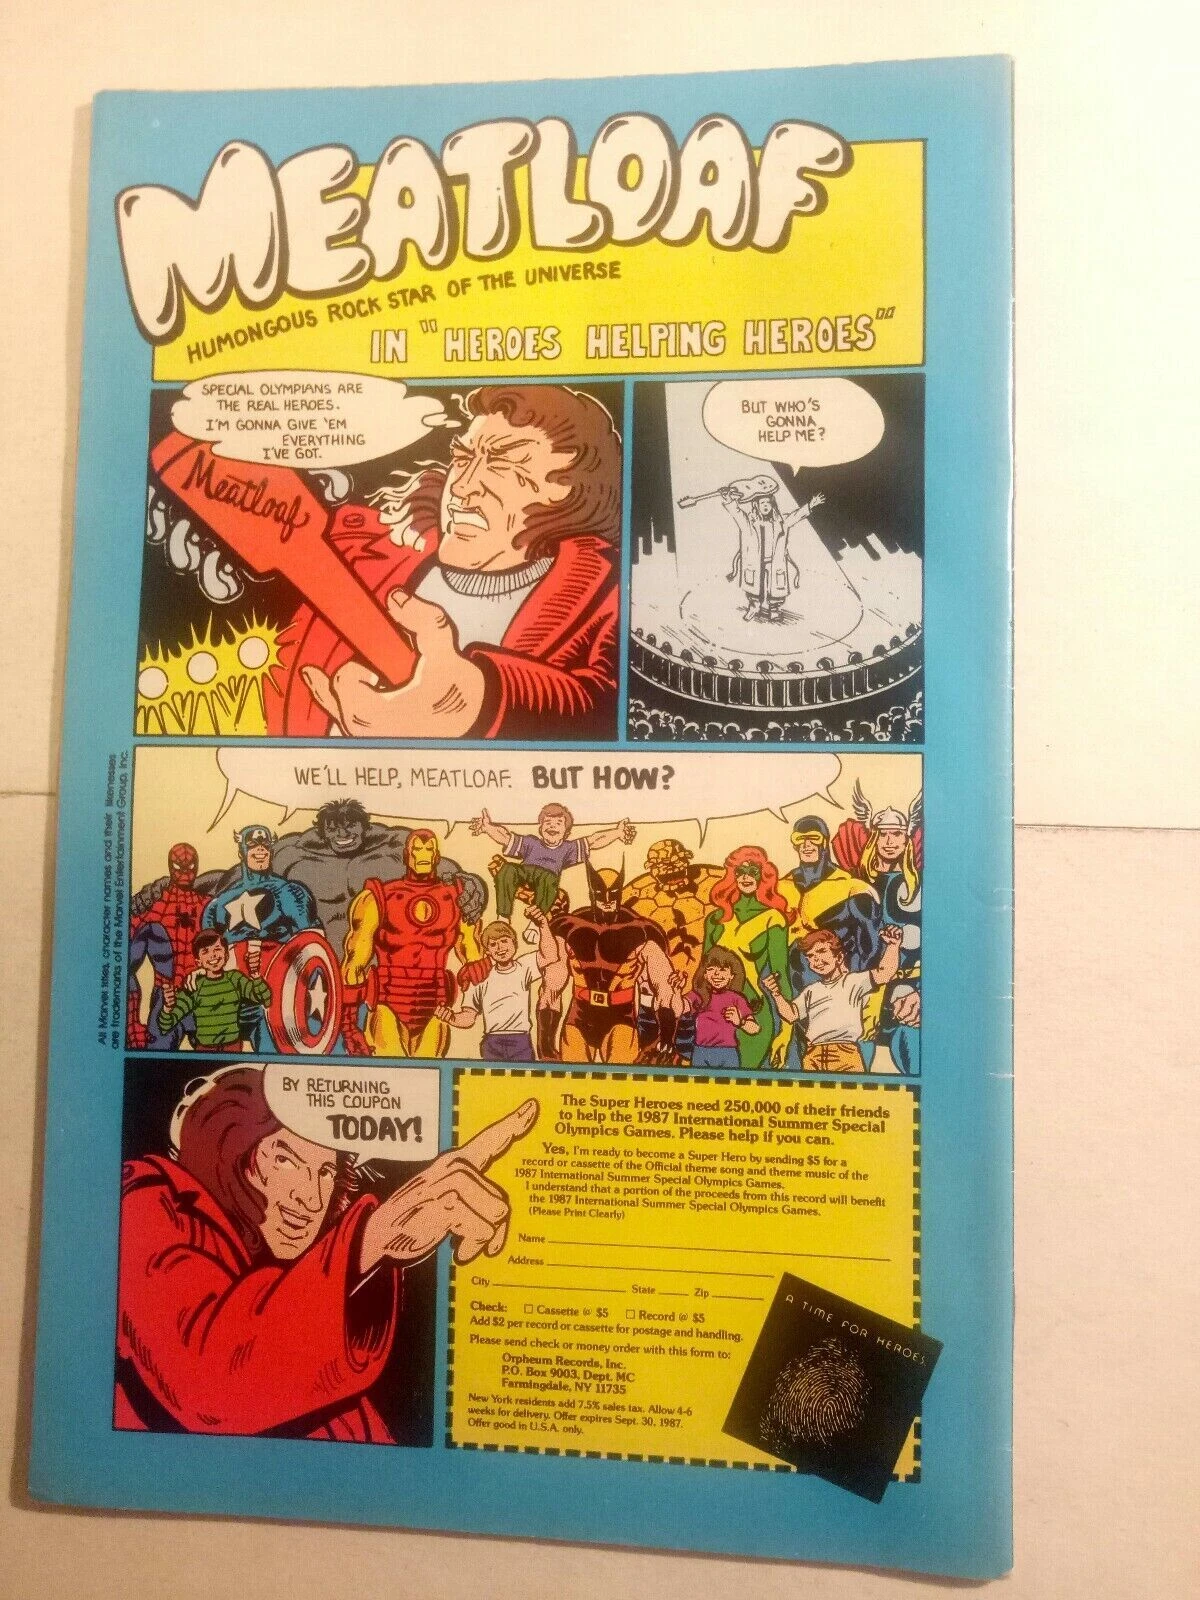 MEATLOAF
HUMONGOUS ROCK STAR OF THE UNIVERSE
IN "HEROES HELPING HEROES"
SPECIAL OLYMPIANS ARE
THE REAL HEROES.
I'M GONNA GIVE 'EM
EVERYTHING
I'VE GOT.
Meatloaf
BUT WHO'S
GONNA
HELP ME?
WE'LL HELP, MEATLOAF. BUT HOW?
All Marvel titles, character names and their likenesses
are trademarks of the Marvel Entertainment Group, Inc.
BY RETURNING
THIS COUPON
TODAY!
The Super Heroes need 250,000 of their friends
to help the 1987 International Summer Special
Olympics Games. Please help if you can.
Yes, I'm ready to become a Super Hero by sending $5 for a
record or cassette of the Official theme song and theme music of the
1987 International Summer Special Olympics Games.
I understand that a portion of the proceeds from this record will benefit
the 1987 International Summer Special Olympics Games.
(Please Print Clearly)
Name
Address
City State Zip
Check: □ Cassette @ $5 □ Record @ $5
Add $2 per record or cassette for postage and handling.
Please send check or money order with this form to:
Orpheum Records, Inc.
P.O. Box 9003, Dept. MC
Farmingdale, NY 11735
New York residents add 7.5% sales tax. Allow 4-6
weeks for delivery. Offer expires Sept. 30, 1987.
Offer good in U.S.A. only.
A TIME FOR HEROES